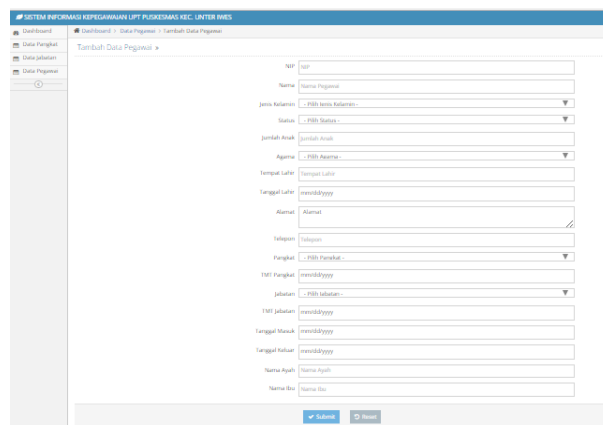 SISTEM INFORMASI KEPEGAWAIAN UPT PUSKESMAS KEC. UNTER IWES
Dashboard
Data Pangkat
Data Jabatan
Data Pegawai
Dashboard > Data Pegawai > Tambah Data Pegawai
Tambah Data Pegawai »
NIP NIP
Nama Nama Pegawai
Jenis Kelamin - Pilih Jenis Kelamin -
Status - Pilih Status -
Jumlah Anak Jumlah Anak
Agama - Pilih Agama -
Tempat Lahir Tempat Lahir
Tanggal Lahir mm/dd/yyyy
Alamat Alamat
Telepon Telepon
Pangkat - Pilih Pangkat -
TMT Pangkat mm/dd/yyyy
Jabatan - Pilih Jabatan -
TMT Jabatan mm/dd/yyyy
Tanggal Masuk mm/dd/yyyy
Tanggal Keluar mm/dd/yyyy
Nama Ayah Nama Ayah
Nama Ibu Nama Ibu
Submit Reset